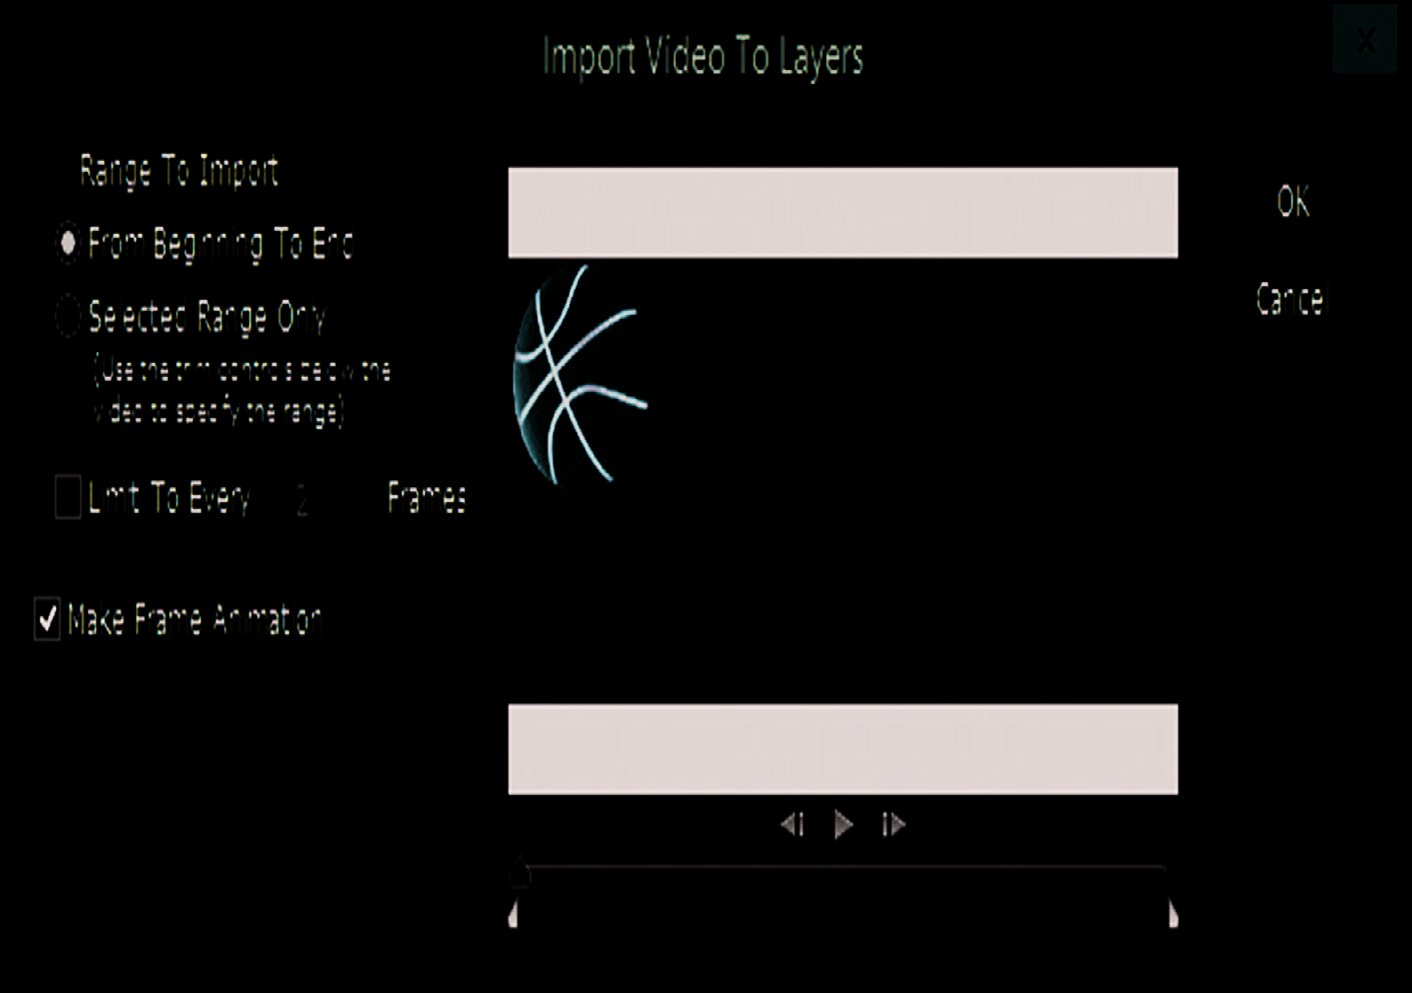 Import Video To Layers
X
Range To Import
From Beginning To End
Selected Range Only
(Use the trim controls below the
video to specify the range)
Limit To Every 2 Frames
Make Frame Animation
OK
Cancel